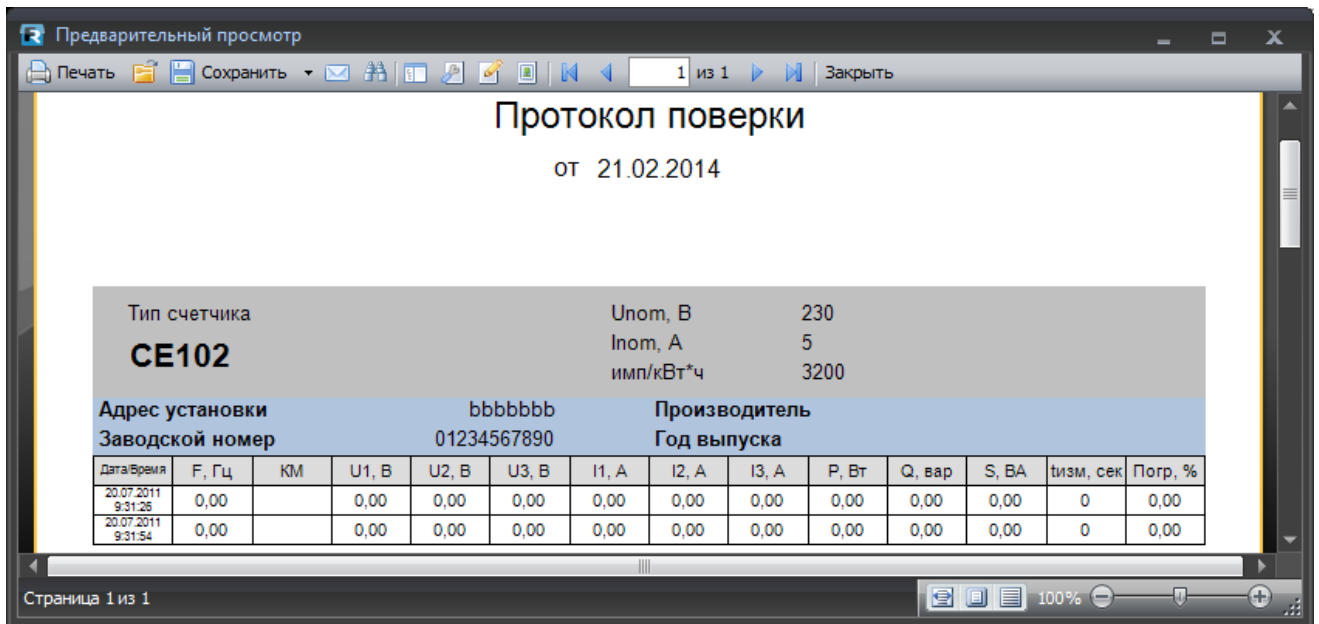 Предварительный просмотр
Печать Сохранить 1 из 1 Закрыть
Протокол поверки
от 21.02.2014
Тип счетчика Unom, В 230
CE102 Inom, А 5
имп/кВт*ч 3200
Адрес установки bbbbbbb Производитель
Заводской номер 01234567890 Год выпуска
Дата/Время F, Гц КМ U1, В U2, В U3, В I1, А I2, А I3, А P, Вт Q, вар S, ВА tизм, сек Погр, %
20.07.2011 9:31:26 0,00 0,00 0,00 0,00 0,00 0,00 0,00 0,00 0,00 0,00 0 0,00
20.07.2011 9:31:54 0,00 0,00 0,00 0,00 0,00 0,00 0,00 0,00 0,00 0,00 0 0,00
Страница 1 из 1 100%